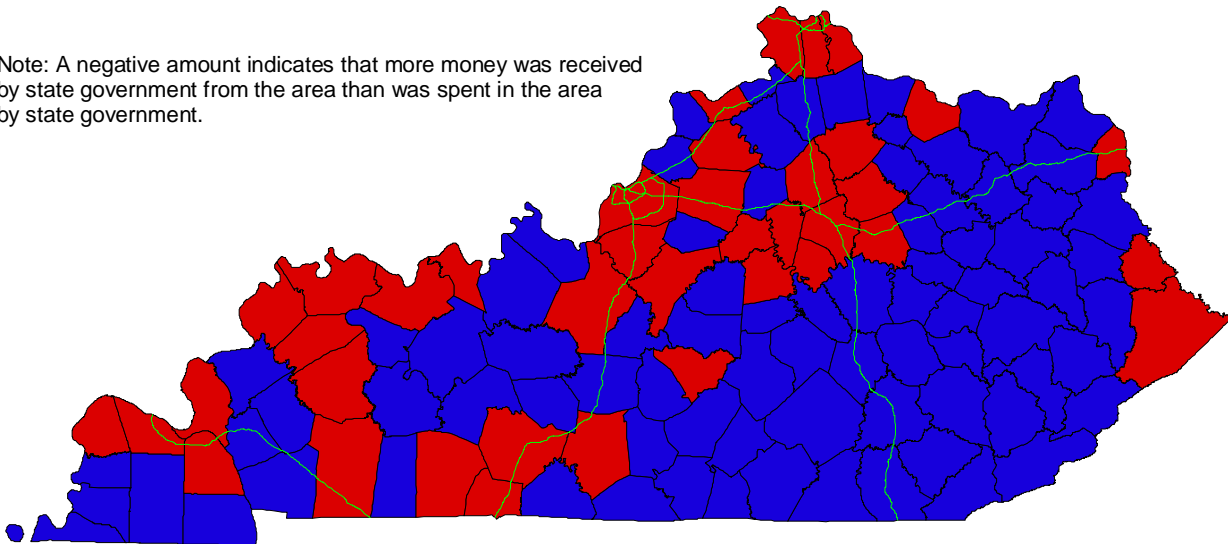 Note: A negative amount indicates that more money was received
by state government from the area than was spent in the area
by state government.